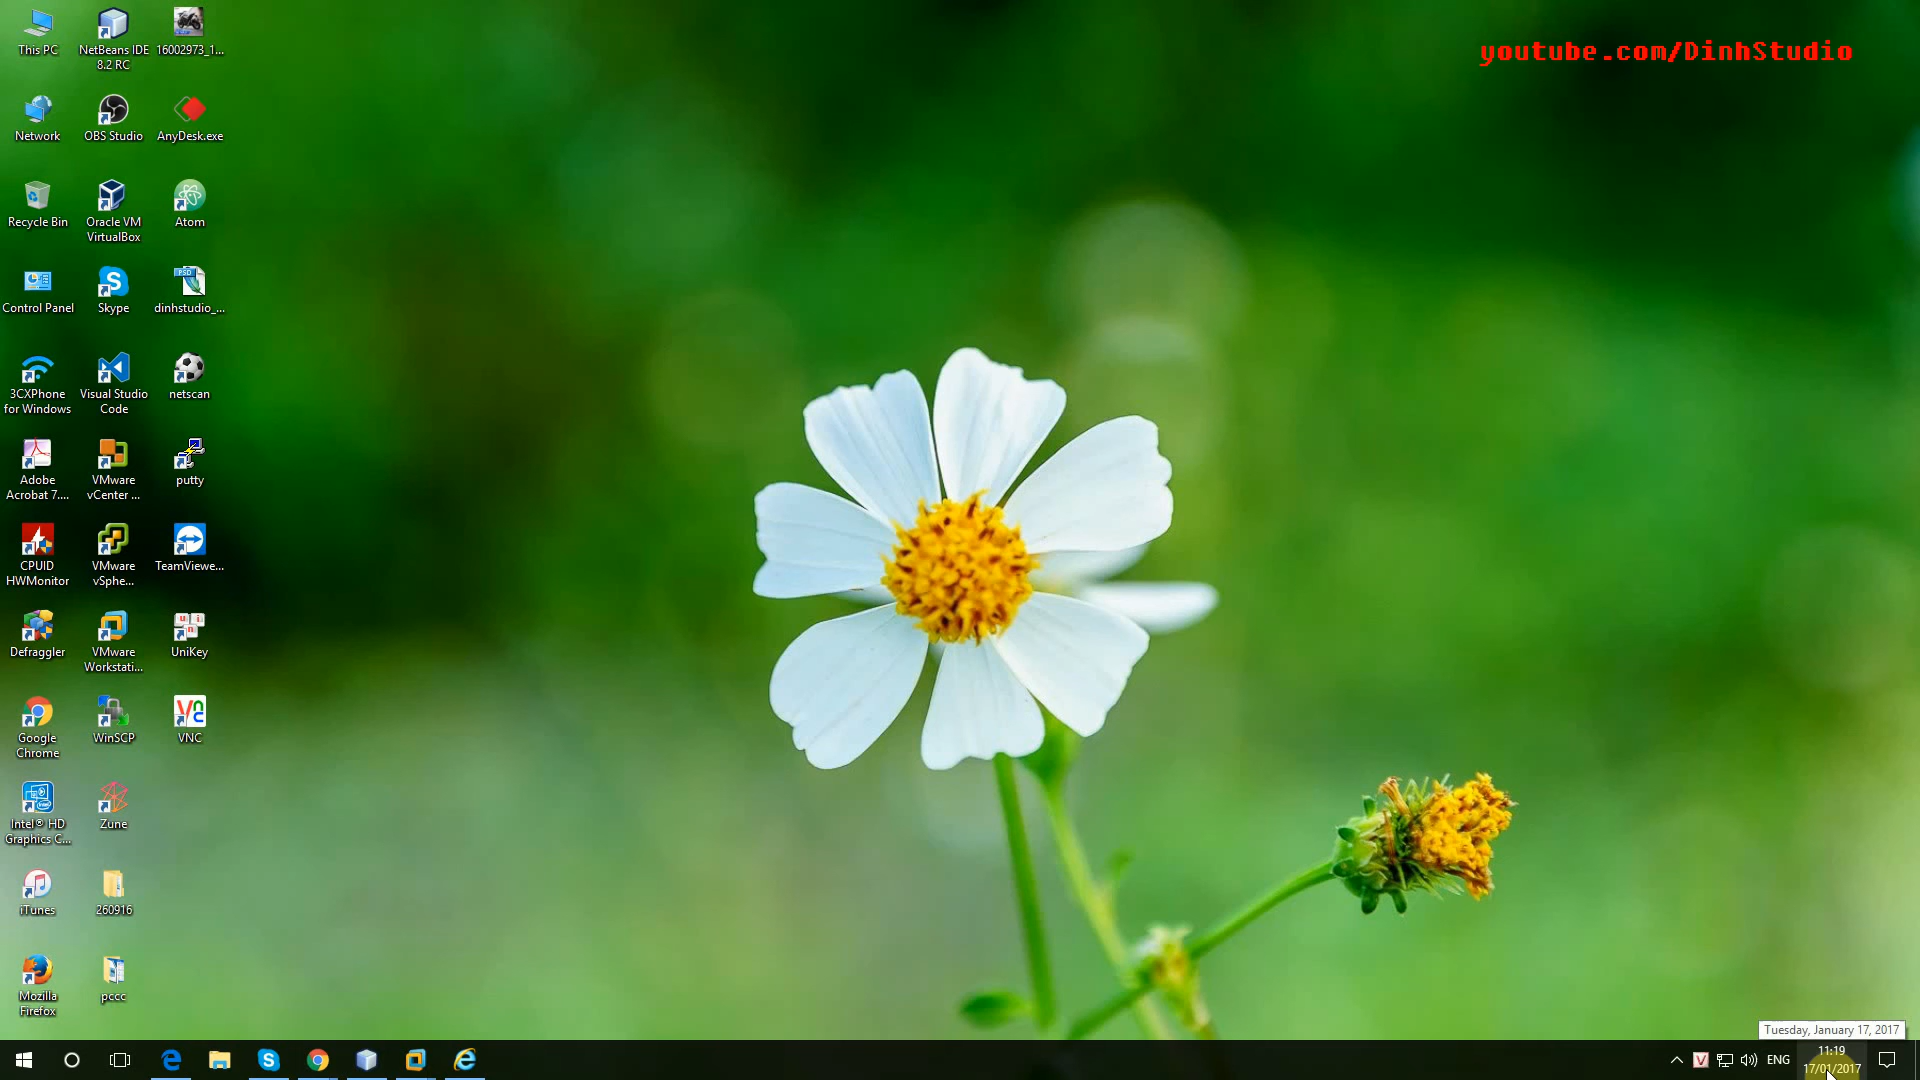 youtube.com/DinhStudio
This PC
NetBeans IDE
8.2 RC
16002973_1...
Network
OBS Studio
AnyDesk.exe
Recycle Bin
Oracle VM
VirtualBox
Atom
Control Panel
Skype
PSD
dinhstudio_...
3CXPhone
for Windows
Visual Studio
Code
netscan
Adobe
Acrobat 7....
VMware
vCenter ...
putty
CPUID
HWMonitor
VMware
vSphe...
TeamViewe...
Defraggler
VMware
Workstati...
UniKey
Google
Chrome
WinSCP
VNC
Intel® HD
Graphics C...
Zune
iTunes
260916
Mozilla
Firefox
pccc
Tuesday, January 17, 2017
ENG
11:19
17/01/2017